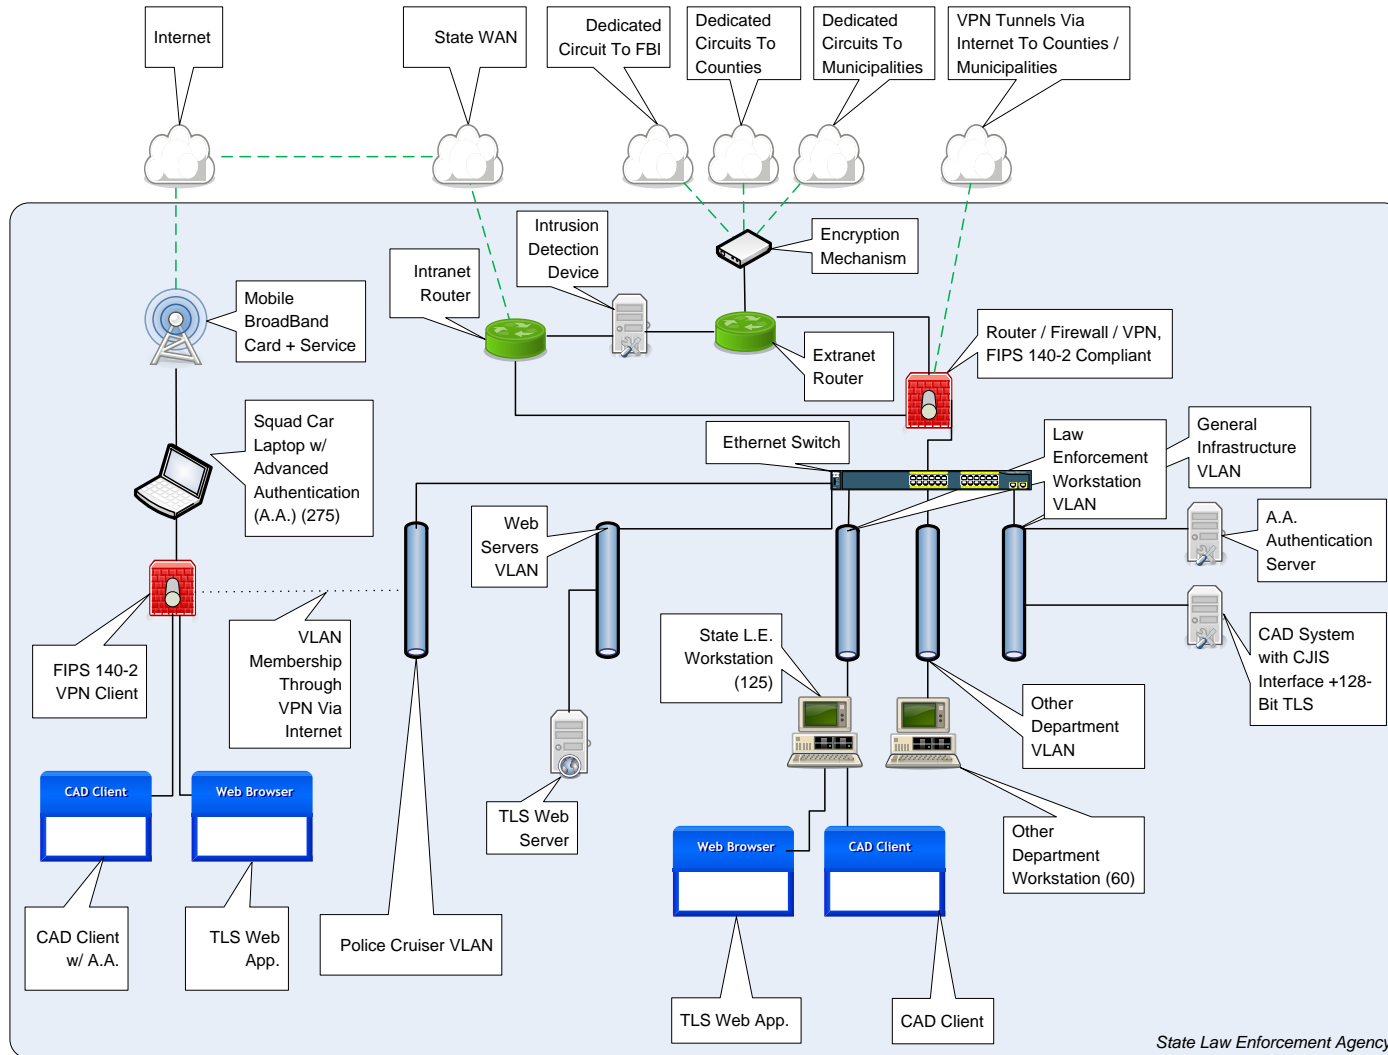 Internet
State WAN
Dedicated
Circuit To FBI
Dedicated
Circuits To
Counties
Dedicated
Circuits To
Municipalities
VPN Tunnels Via
Internet To Counties /
Municipalities
Intrusion
Detection
Device
Encryption
Mechanism
Intranet
Router
Mobile
BroadBand
Card + Service
Extranet
Router
Router / Firewall / VPN,
FIPS 140-2 Compliant
Squad Car
Laptop w/
Advanced
Authentication
(A.A.) (275)
Ethernet Switch
Law
Enforcement
Workstation
VLAN
General
Infrastructure
VLAN
Web
Servers
VLAN
A.A.
Authentication
Server
FIPS 140-2
VPN Client
VLAN
Membership
Through
VPN Via
Internet
State L.E.
Workstation
(125)
CAD System
with CJIS
Interface +128-
Bit TLS
Other
Department
VLAN
CAD Client
Web Browser
TLS Web
Server
Other
Department
Workstation (60)
Web Browser
CAD Client
CAD Client
w/ A.A.
TLS Web
App.
Police Cruiser VLAN
TLS Web App.
CAD Client
State Law Enforcement Agency